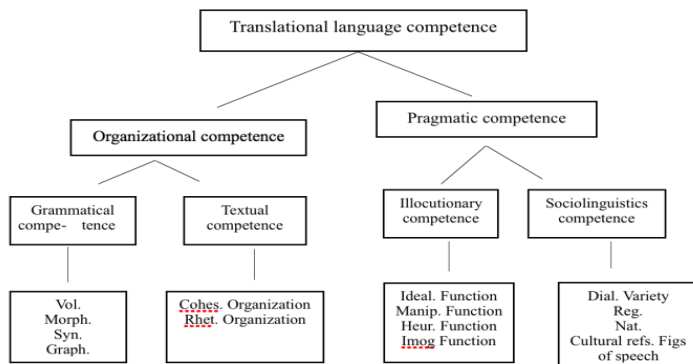 Translational language competence
Organizational competence
Pragmatic competence
Grammatical
compe- tence
Textual
competence
Illocutionary
competence
Sociolinguistics
competence
Vol.
Morph.
Syn.
Graph.
Cohes. Organization
Rhet. Organization
Ideal. Function
Manip. Function
Heur. Function
Imog Function
Dial. Variety
Reg.
Nat.
Cultural refs. Figs
of speech